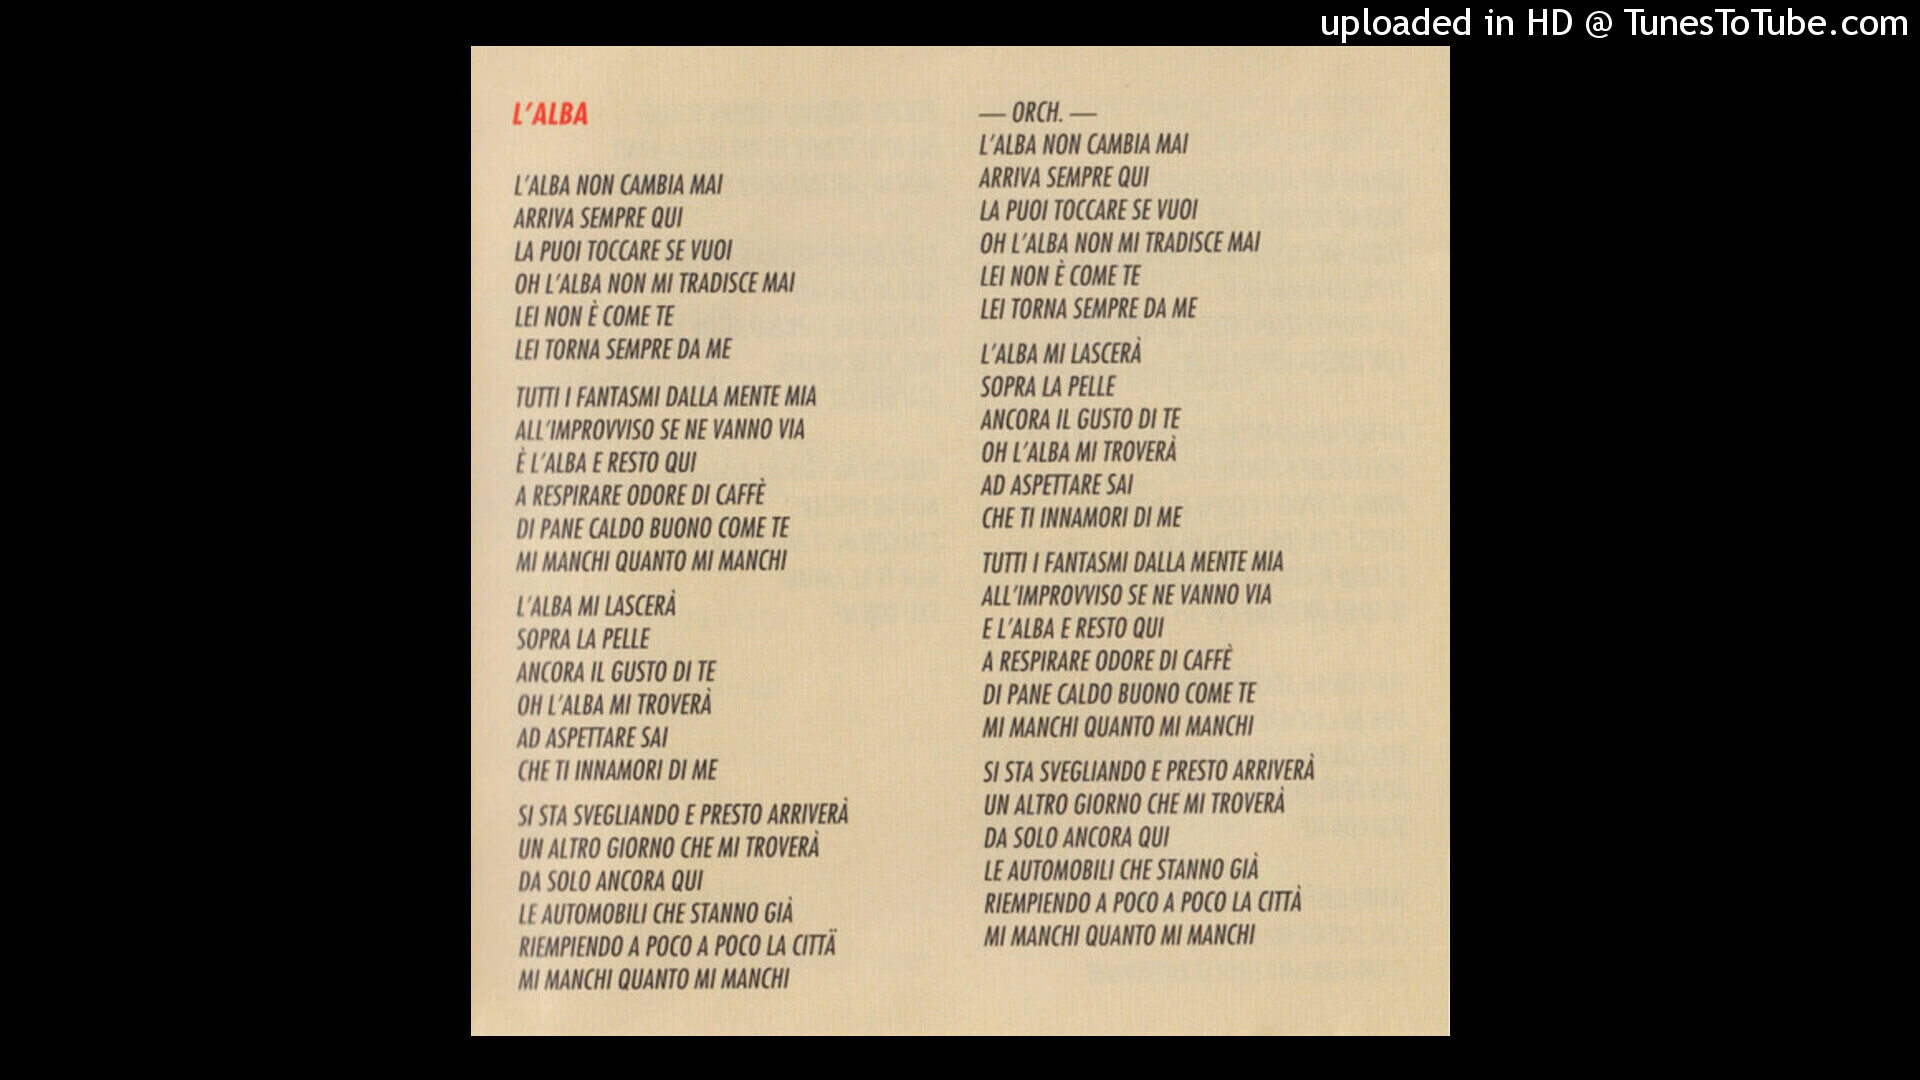 uploaded in HD @ TunesToTube.com
L'ALBA
L'ALBA NON CAMBIA MAI
ARRIVA SEMPRE QUI
LA PUOI TOCCARE SE VUOI
OH L'ALBA NON MI TRADISCE MAI
LEI NON È COME TE
LEI TORNA SEMPRE DA ME
TUTTI I FANTASMI DALLA MENTE MIA
ALL'IMPROVVISO SE NE VANNO VIA
È L'ALBA E RESTO QUI
A RESPIRARE ODORE DI CAFFÈ
DI PANE CALDO BUONO COME TE
MI MANCHI QUANTO MI MANCHI
L'ALBA MI LASCERÀ
SOPRA LA PELLE
ANCORA IL GUSTO DI TE
OH L'ALBA MI TROVERÀ
AD ASPETTARE SAI
CHE TI INNAMORI DI ME
SI STA SVEGLIANDO E PRESTO ARRIVERÀ
UN ALTRO GIORNO CHE MI TROVERÀ
DA SOLO ANCORA QUI
LE AUTOMOBILI CHE STANNO GIÀ
RIEMPIENDO A POCO A POCO LA CITTÄ
MI MANCHI QUANTO MI MANCHI
— ORCH. —
L'ALBA NON CAMBIA MAI
ARRIVA SEMPRE QUI
LA PUOI TOCCARE SE VUOI
OH L'ALBA NON MI TRADISCE MAI
LEI NON È COME TE
LEI TORNA SEMPRE DA ME
L'ALBA MI LASCERÀ
SOPRA LA PELLE
ANCORA IL GUSTO DI TE
OH L'ALBA MI TROVERÀ
AD ASPETTARE SAI
CHE TI INNAMORI DI ME
TUTTI I FANTASMI DALLA MENTE MIA
ALL'IMPROVVISO SE NE VANNO VIA
E L'ALBA E RESTO QUI
A RESPIRARE ODORE DI CAFFÈ
DI PANE CALDO BUONO COME TE
MI MANCHI QUANTO MI MANCHI
SI STA SVEGLIANDO E PRESTO ARRIVERÀ
UN ALTRO GIORNO CHE MI TROVERÀ
DA SOLO ANCORA QUI
LE AUTOMOBILI CHE STANNO GIÀ
RIEMPIENDO A POCO A POCO LA CITTÀ
MI MANCHI QUANTO MI MANCHI